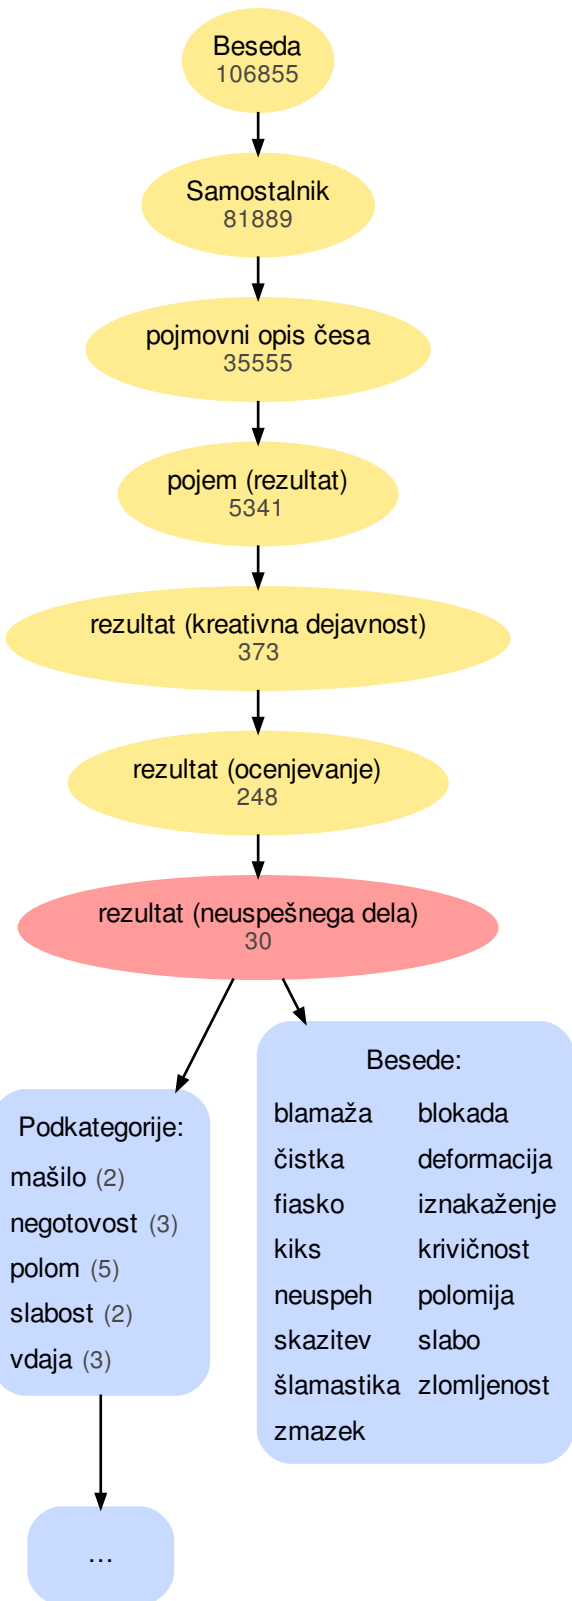 Beseda
106855
Samostalnik
81889
pojmovni opis česa
35555
pojem (rezultat)
5341
rezultat (kreativna dejavnost)
373
rezultat (ocenjevanje)
248
rezultat (neuspešnega dela)
30
Podkategorije:
mašilo (2)
negotovost (3)
polom (5)
slabost (2)
vdaja (3)
...
Besede:
blamaža blokada
čistka deformacija
fiasko iznakaženje
kiks krivičnost
neuspeh polomija
skazitev slabo
šlamastika zlomljenost
zmazek